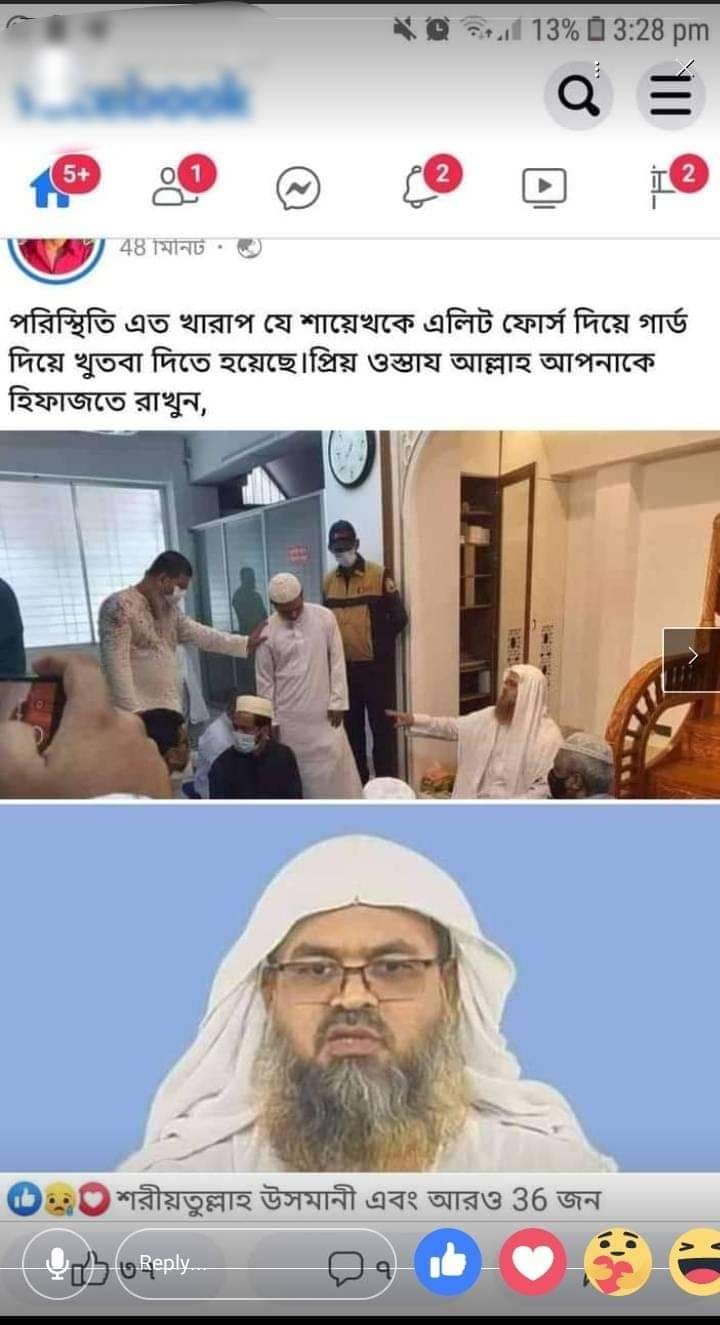 13% 3:28 pm
5+ 1 2 2
48 মিনিট ·
পরিস্থিতি এত খারাপ যে শায়েখকে এলিট ফোর্স দিয়ে গার্ড
দিয়ে খুতবা দিতে হয়েছে।প্রিয় ওস্তায আল্লাহ আপনাকে
হিফাজতে রাখুন,
শরীয়তুল্লাহ উসমানী এবং আরও 36 জন
৩৭ Reply... ৭